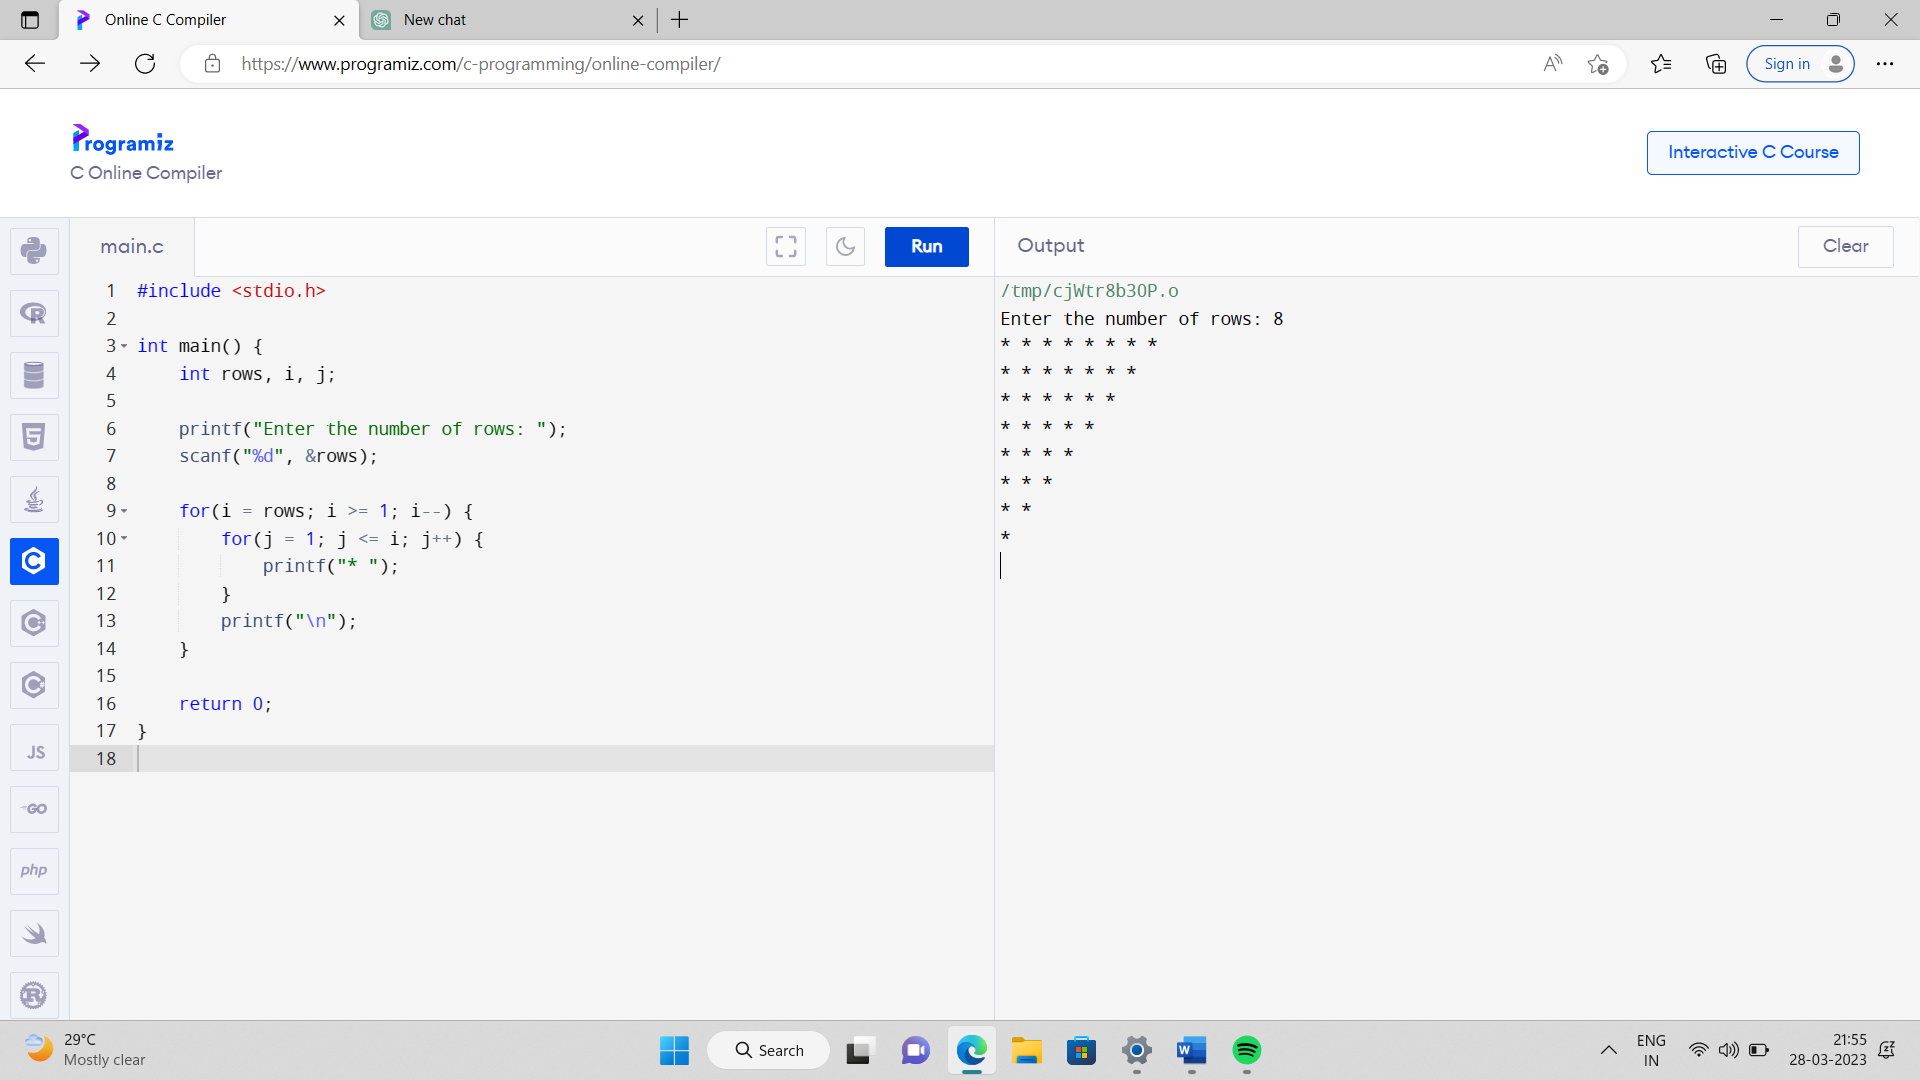 Online C Compiler
New chat
https://www.programiz.com/c-programming/online-compiler/
Sign in
Programiz
C Online Compiler
Interactive C Course
main.c
Run
Output
Clear
1 #include <stdio.h>
2
3 int main() {
4     int rows, i, j;
5
6     printf("Enter the number of rows: ");
7     scanf("%d", &rows);
8
9     for(i = rows; i >= 1; i--) {
10         for(j = 1; j <= i; j++) {
11             printf("* ");
12         }
13         printf("\n");
14     }
15
16     return 0;
17 }
18
/tmp/cjWtr8b3OP.o
Enter the number of rows: 8
* * * * * * * *
* * * * * * *
* * * * * *
* * * * *
* * * *
* * *
* *
*
JS
GO
php
29°C
Mostly clear
Search
ENG
IN
21:55
28-03-2023